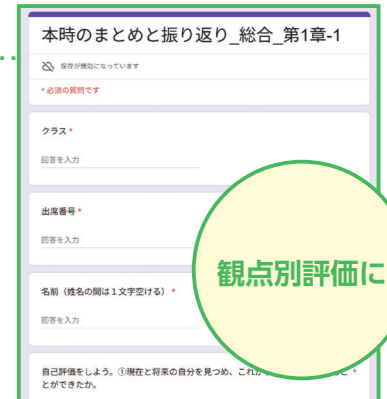 本時のまとめと振り返り_総合_第1章-1
保存が無効になっています
* 必須の質問です
クラス *
回答を入力
出席番号 *
回答を入力
観点別評価に
名前（姓名の間は１文字空ける） *
回答を入力
自己評価をしよう。①現在と将来の自分を見つめ、これか
と *
とができたか。